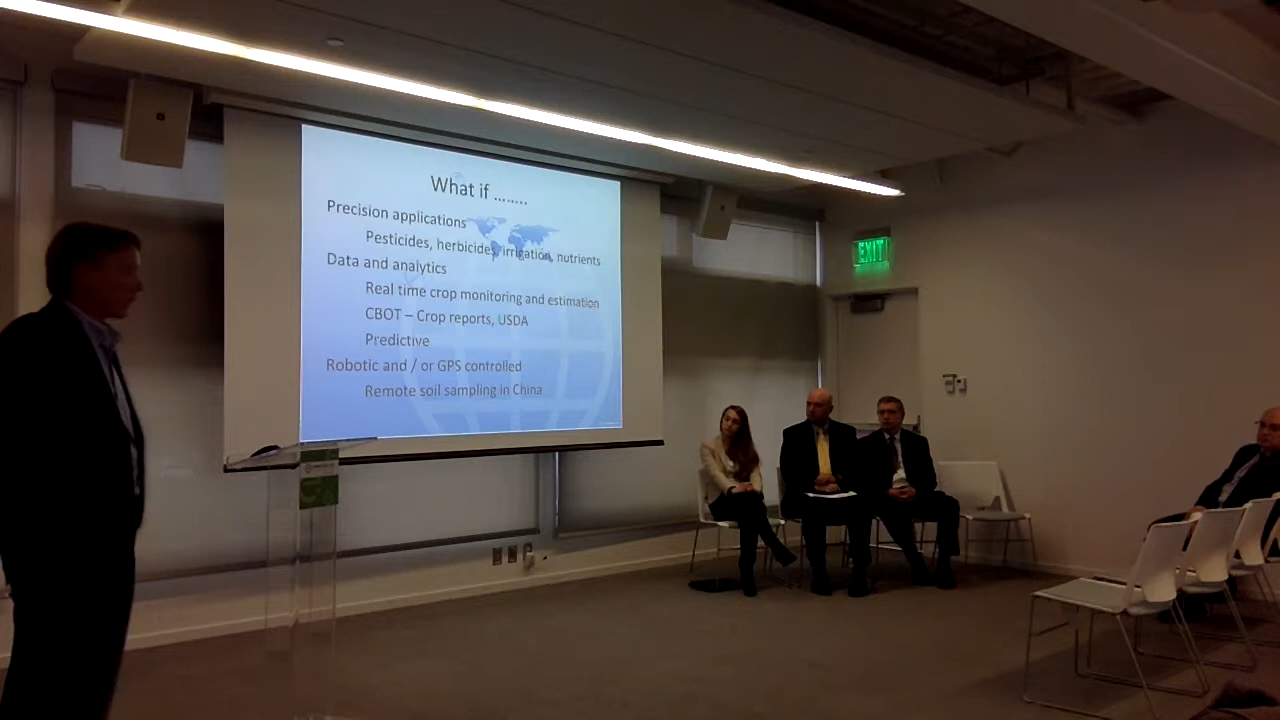 What if ........
Precision applications
Pesticides, herbicides, irrigation, nutrients
Data and analytics
Real time crop monitoring and estimation
CBOT – Crop reports, USDA
Predictive
Robotic and / or GPS controlled
Remote soil sampling in China
EXIT